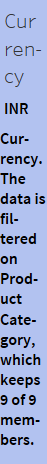 Cur
ren-
cy
INR
Cur-
rency.
The
data is
fil-
tered
on
Prod-
uct
Cate-
gory,
which
keeps
9 of 9
mem-
bers.